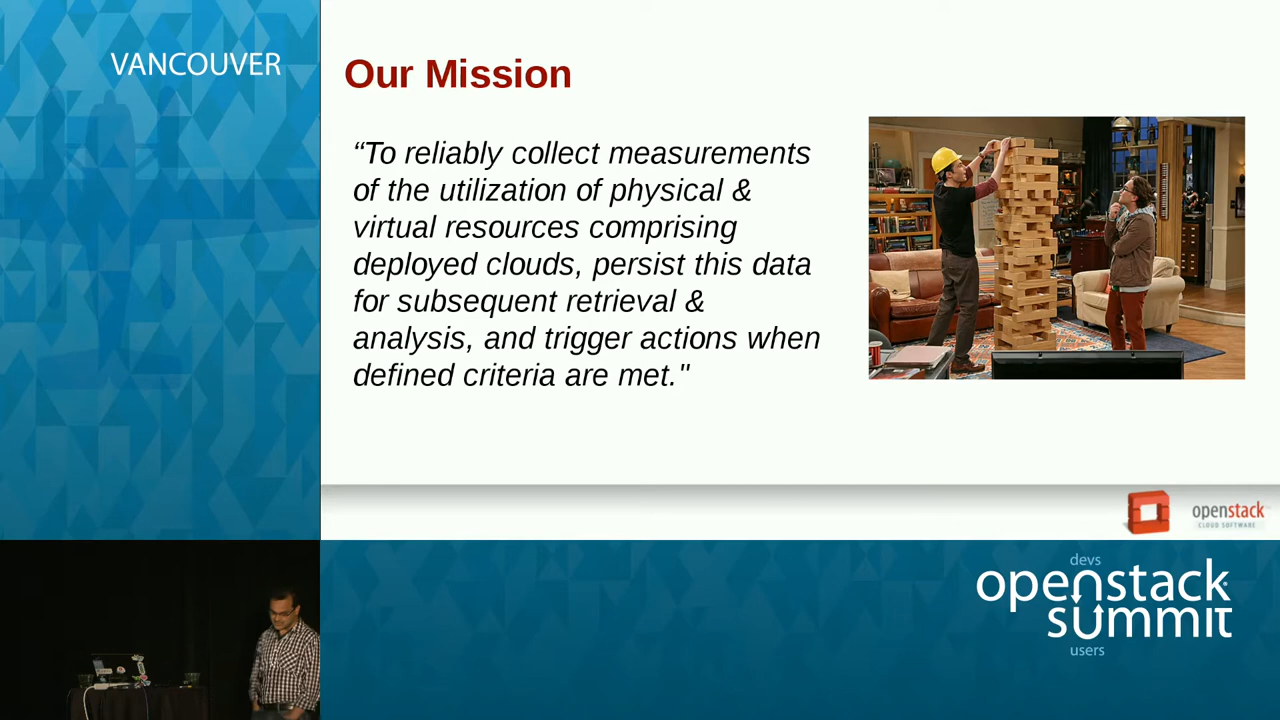 VANCOUVER
Our Mission
“To reliably collect measurements
of the utilization of physical &
virtual resources comprising
deployed clouds, persist this data
for subsequent retrieval &
analysis, and trigger actions when
defined criteria are met."
openstack
CLOUD SOFTWARE
devs
openstack
summit
users